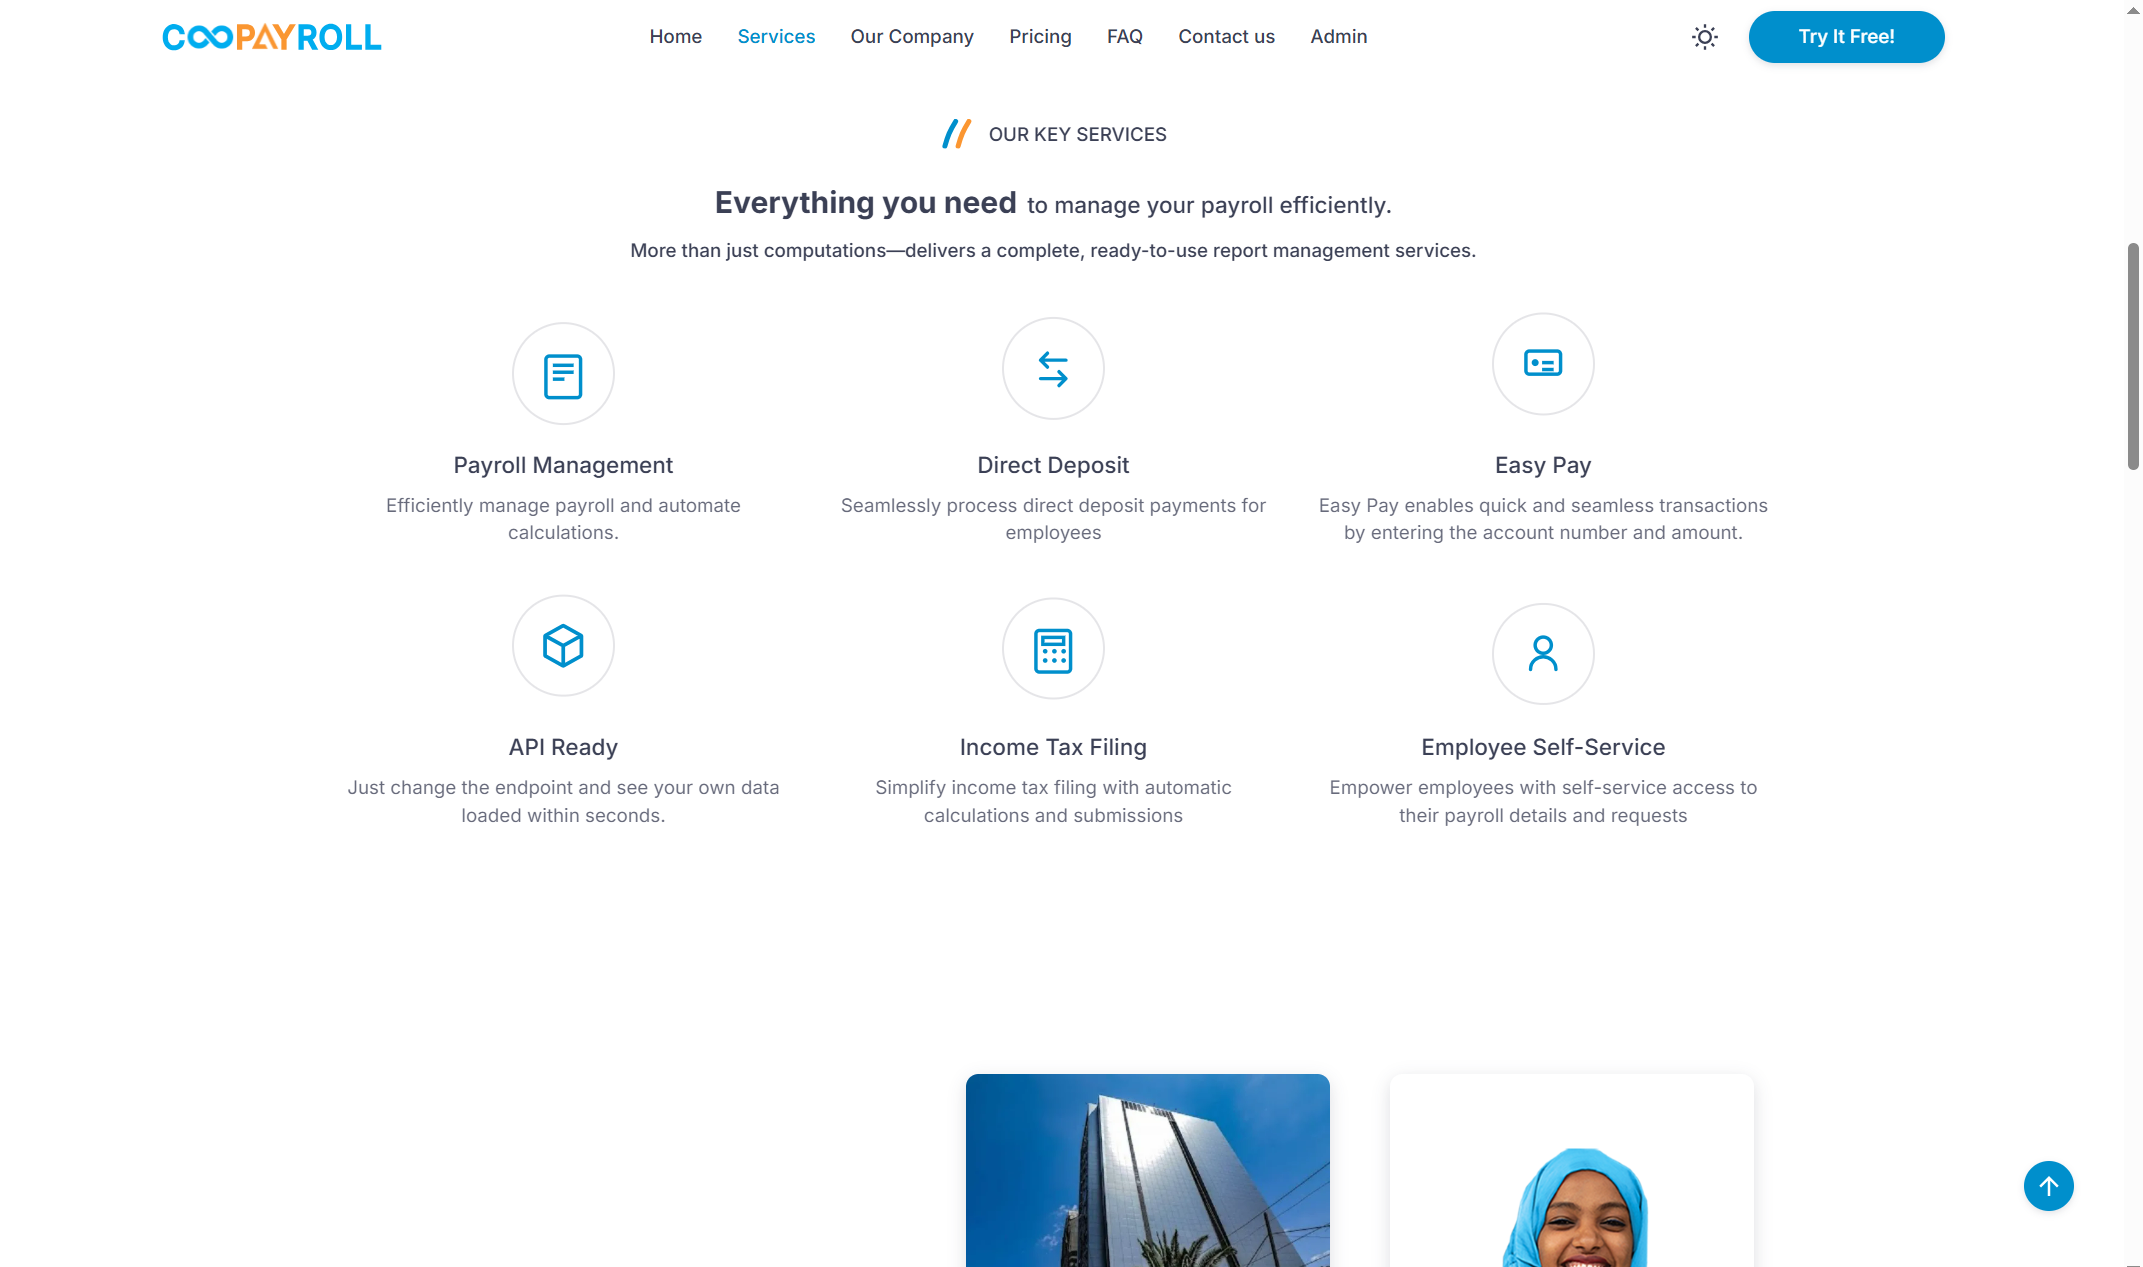 COOPAYROLL
Home Services Our Company Pricing FAQ Contact us Admin
Try It Free!
OUR KEY SERVICES
Everything you need to manage your payroll efficiently.
More than just computations—delivers a complete, ready-to-use report management services.
Payroll Management
Efficiently manage payroll and automate
calculations.
Direct Deposit
Seamlessly process direct deposit payments for
employees
Easy Pay
Easy Pay enables quick and seamless transactions
by entering the account number and amount.
API Ready
Just change the endpoint and see your own data
loaded within seconds.
Income Tax Filing
Simplify income tax filing with automatic
calculations and submissions
Employee Self-Service
Empower employees with self-service access to
their payroll details and requests